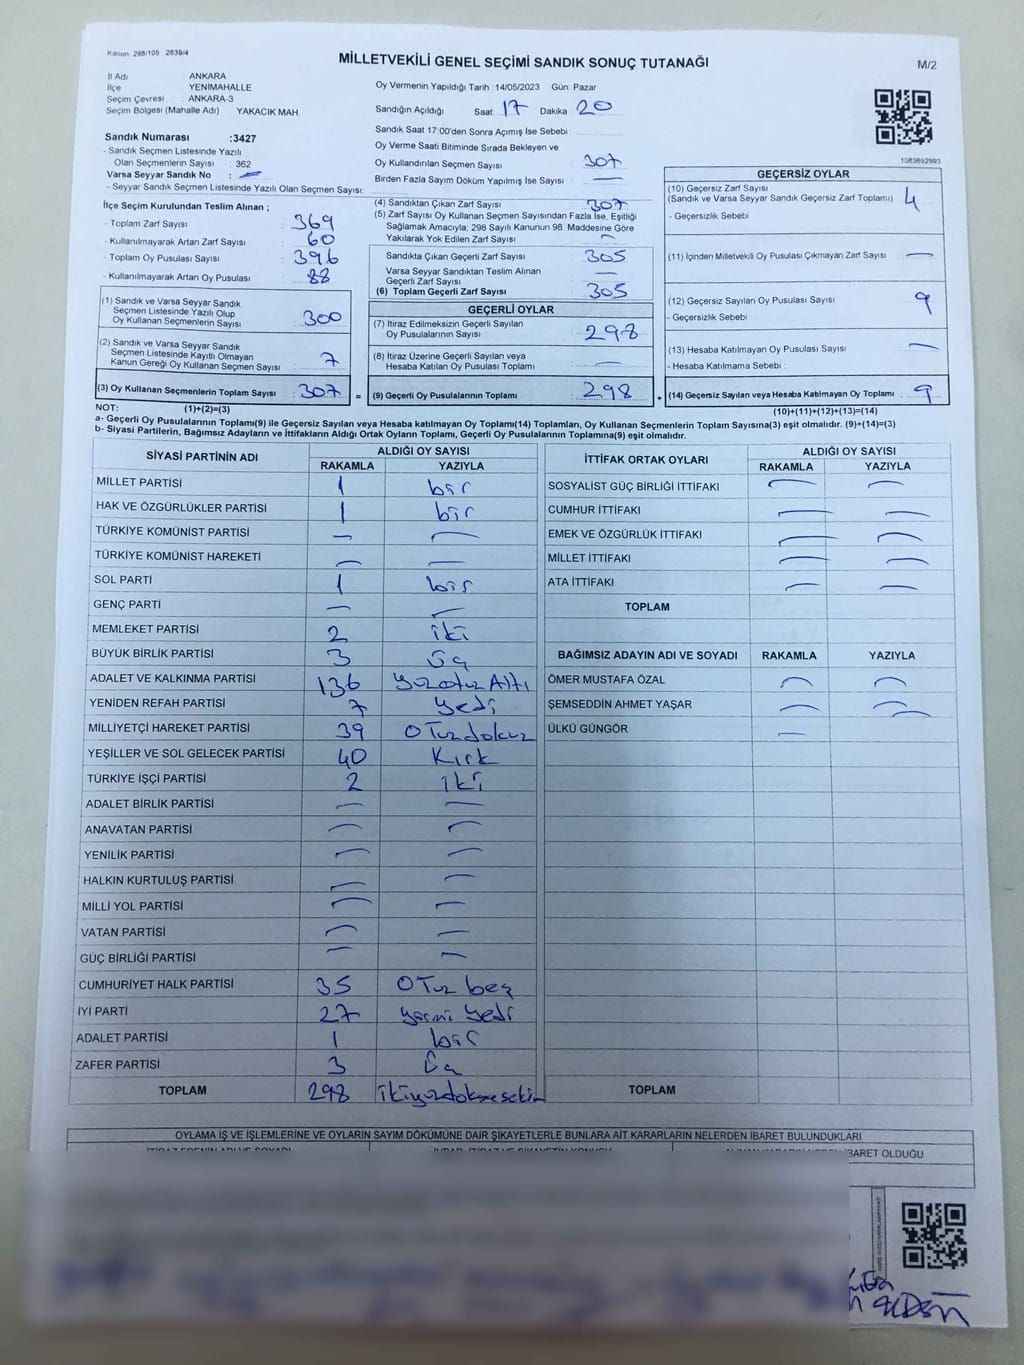 Kanun: 298/105 2839/4
MİLLETVEKİLİ GENEL SEÇİMİ SANDIK SONUÇ TUTANAĞI
M/2
İl Adı : ANKARA
İlçe : YENİMAHALLE
Seçim Çevresi : ANKARA-3
Seçim Bölgesi (Mahalle Adı) : YAKACIK MAH.
Sandık Numarası :3427
- Sandık Seçmen Listesinde Yazılı
Olan Seçmenlerin Sayısı : 362
Varsa Seyyar Sandık No : —
- Seyyar Sandık Seçmen Listesinde Yazılı Olan Seçmen Sayısı:
Oy Vermenin Yapıldığı Tarih :14/05/2023 Gün: Pazar
Sandığın Açıldığı Saat: 17 Dakika: 20
Sandık Saat 17:00'den Sonra Açımış İse Sebebi :
Oy Verme Saati Bitiminde Sırada Bekleyen ve
Oy Kullandırılan Seçmen Sayısı : 307
Birden Fazla Sayım Döküm Yapılmış İse Sayısı : —
1083692993
İlçe Seçim Kurulundan Teslim Alınan ;
- Toplam Zarf Sayısı : 369
- Kullanılmayarak Artan Zarf Sayısı : 60
- Toplam Oy Pusulası Sayısı : 396
- Kullanılmayarak Artan Oy Pusulası : 88
(1) Sandık ve Varsa Seyyar Sandık
Seçmen Listesinde Yazılı Olup
Oy Kullanan Seçmenlerin Sayısı : 300
(2) Sandık ve Varsa Seyyar Sandık
Seçmen Listesinde Kayıtlı Olmayan
Kanun Gereği Oy Kullanan Seçmen Sayısı : 7
(3) Oy Kullanan Seçmenlerin Toplam Sayısı : 307 =
(4) Sandıktan Çıkan Zarf Sayısı : 307
(5) Zarf Sayısı Oy Kullanan Seçmen Sayısından Fazla İse, Eşitliği
Sağlamak Amacıyla; 298 Sayılı Kanunun 98. Maddesine Göre
Yakılarak Yok Edilen Zarf Sayısı : —
Sandıkta Çıkan Geçerli Zarf Sayısı : 305
Varsa Seyyar Sandıktan Teslim Alınan
Geçerli Zarf Sayısı : —
(6) Toplam Geçerli Zarf Sayısı : 305
GEÇERLİ OYLAR
(7) İtiraz Edilmeksizin Geçerli Sayılan
Oy Pusulalarının Sayısı : 298
(8) İtiraz Üzerine Geçerli Sayılan veya
Hesaba Katılan Oy Pusulası Toplamı : —
(9) Geçerli Oy Pusulalarının Toplamı : 298 +
GEÇERSİZ OYLAR
(10) Geçersiz Zarf Sayısı
(Sandık ve Varsa Seyyar Sandık Geçersiz Zarf Toplamı) : 4
- Geçersizlik Sebebi :
(11) İçinden Milletvekili Oy Pusulası Çıkmayan Zarf Sayısı : —
(12) Geçersiz Sayılan Oy Pusulası Sayısı : 9
- Geçersizlik Sebebi :
(13) Hesaba Katılmayan Oy Pusulası Sayısı : —
- Hesaba Katılmama Sebebi :
(14) Geçersiz Sayılan veya Hesaba Katılmayan Oy Toplamı : 9
NOT: (1)+(2)=(3) (10)+(11)+(12)+(13)=(14)
a- Geçerli Oy Pusulalarının Toplamı(9) ile Geçersiz Sayılan veya Hesaba katılmayan Oy Toplamı(14) Toplamları, Oy Kullanan Seçmenlerin Toplam Sayısına(3) eşit olmalıdır. (9)+(14)=(3)
b- Siyasi Partilerin, Bağımsız Adayların ve İttifakların Aldığı Ortak Oyların Toplamı, Geçerli Oy Pusulalarının Toplamına(9) eşit olmalıdır.
SİYASİ PARTİNİN ADI ALDIĞI OY SAYISI
RAKAMLA YAZIYLA
MİLLET PARTİSİ 1 bir
HAK VE ÖZGÜRLÜKLER PARTİSİ 1 bir
TÜRKİYE KOMÜNİST PARTİSİ — —
TÜRKİYE KOMÜNİST HAREKETİ — —
SOL PARTİ 1 bir
GENÇ PARTİ — —
MEMLEKET PARTİSİ 2 iki
BÜYÜK BİRLİK PARTİSİ 3 üç
ADALET VE KALKINMA PARTİSİ 136 yüzotuz Altı
YENİDEN REFAH PARTİSİ 7 yedi
MİLLİYETÇİ HAREKET PARTİSİ 39 OTuzdokuz
YEŞİLLER VE SOL GELECEK PARTİSİ 40 Kırk
TÜRKİYE İŞÇİ PARTİSİ 2 iki
ADALET BİRLİK PARTİSİ — —
ANAVATAN PARTİSİ — —
YENİLİK PARTİSİ — —
HALKIN KURTULUŞ PARTİSİ — —
MİLLİ YOL PARTİSİ — —
VATAN PARTİSİ — —
GÜÇ BİRLİĞİ PARTİSİ — —
CUMHURİYET HALK PARTİSİ 35 OTuz beş
İYİ PARTİ 27 yirmi yedi
ADALET PARTİSİ 1 bir
ZAFER PARTİSİ 3 üç
TOPLAM 298
İTTİFAK ORTAK OYLARI ALDIĞI OY SAYISI
RAKAMLA YAZIYLA
SOSYALİST GÜÇ BİRLİĞİ İTTİFAKI — —
CUMHUR İTTİFAKI — —
EMEK VE ÖZGÜRLÜK İTTİFAKI — —
MİLLET İTTİFAKI — —
ATA İTTİFAKI — —
TOPLAM
BAĞIMSIZ ADAYIN ADI VE SOYADI RAKAMLA YAZIYLA
ÖMER MUSTAFA ÖZAL — —
ŞEMSEDDİN AHMET YAŞAR — —
ÜLKÜ GÜNGÖR —
TOPLAM
OYLAMA İŞ VE İŞLEMLERİNE VE OYLARIN SAYIM DÖKÜMÜNE DAİR ŞİKAYETLERLE BUNLARA AİT KARARLARIN NELERDEN İBARET BULUNDUKLARI
İBARET OLDUĞU